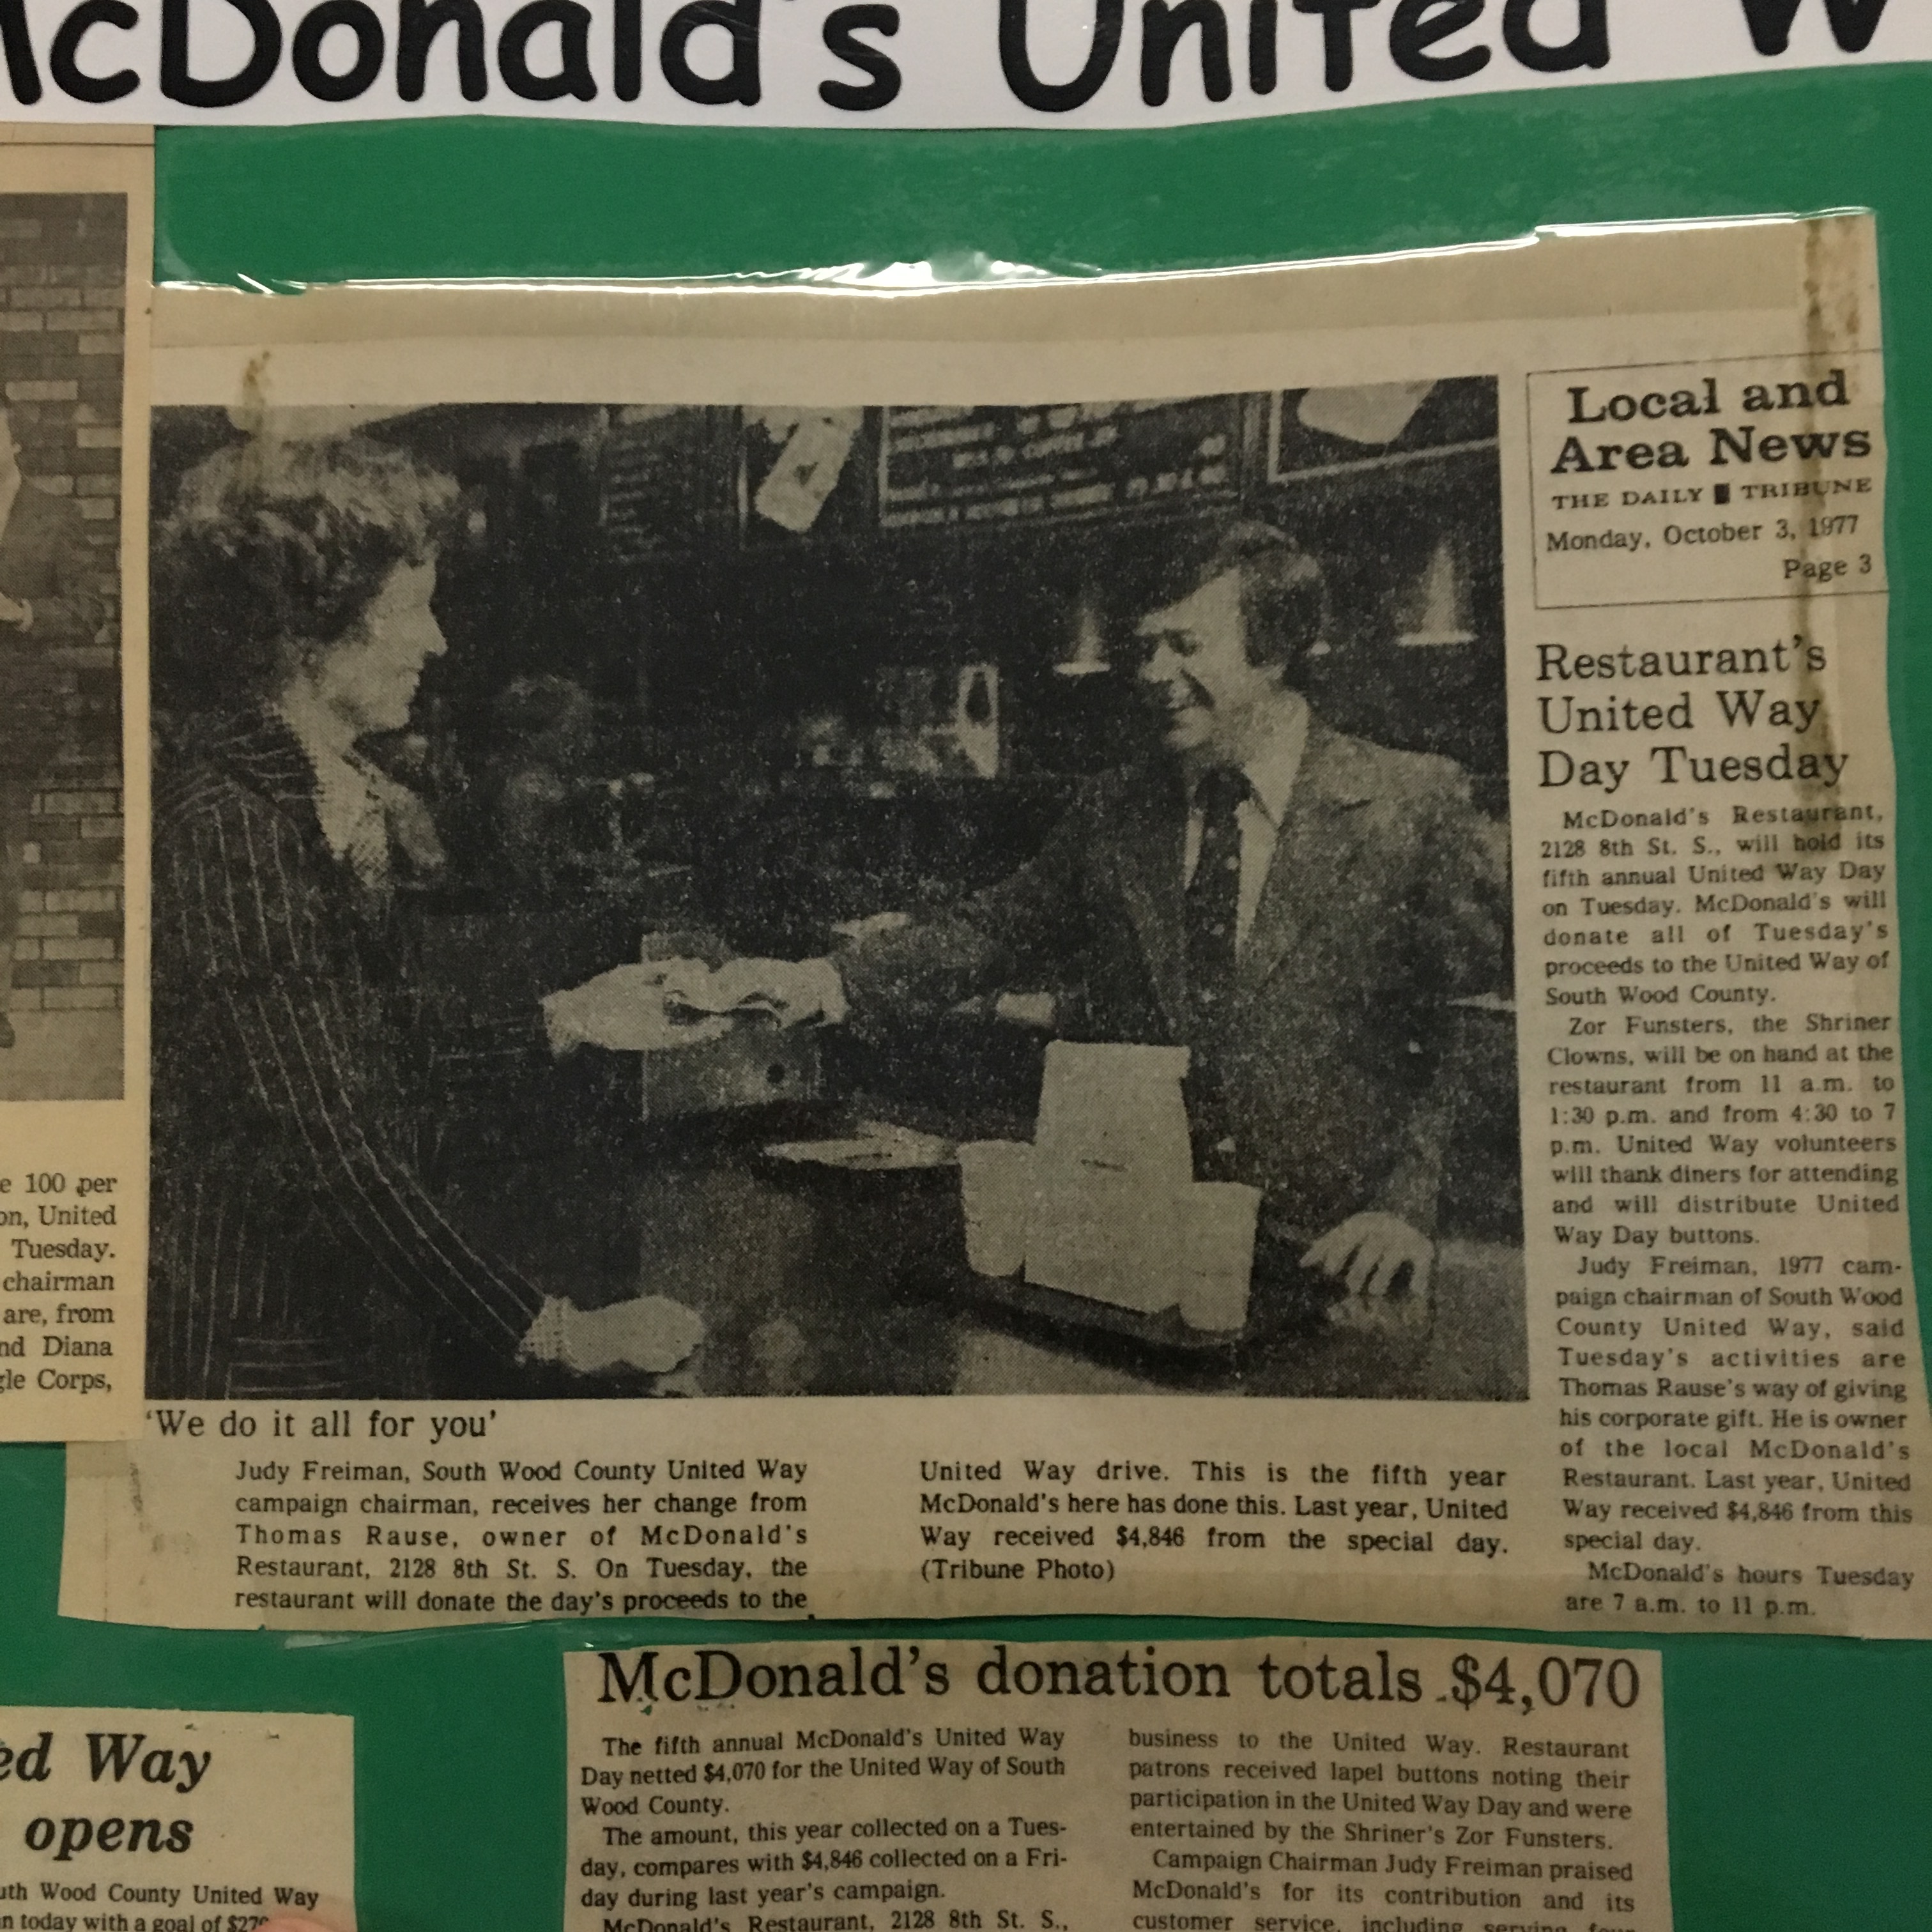 McDonald's United W
Local and
Area News
THE DAILY TRIBUNE
Monday, October 3, 1977
Page 3
Restaurant's
United Way
Day Tuesday
McDonald's Restaurant,
2128 8th St. S., will hold its
fifth annual United Way Day
on Tuesday. McDonald's will
donate all of Tuesday's
proceeds to the United Way of
South Wood County.
Zor Funsters, the Shriner
Clowns, will be on hand at the
restaurant from 11 a.m. to
1:30 p.m. and from 4:30 to 7
p.m. United Way volunteers
will thank diners for attending
and will distribute United
Way Day buttons.
Judy Freiman, 1977 cam-
paign chairman of South Wood
County United Way, said
Tuesday's activities are
Thomas Rause's way of giving
his corporate gift. He is owner
of the local McDonald's
Restaurant. Last year, United
Way received $4,846 from this
special day.
McDonald's hours Tuesday
are 7 a.m. to 11 p.m.
'We do it all for you'
Judy Freiman, South Wood County United Way
campaign chairman, receives her change from
Thomas Rause, owner of McDonald's
Restaurant, 2128 8th St. S. On Tuesday, the
restaurant will donate the day's proceeds to the
United Way drive. This is the fifth year
McDonald's here has done this. Last year, United
Way received $4,846 from the special day.
(Tribune Photo)
e 100 per
on, United
Tuesday.
chairman
are, from
nd Diana
gle Corps,
McDonald's donation totals $4,070
The fifth annual McDonald's United Way
Day netted $4,070 for the United Way of South
Wood County.
The amount, this year collected on a Tues-
day, compares with $4,846 collected on a Fri-
day during last year's campaign.
McDonald's Restaurant, 2128 8th St. S.,
business to the United Way. Restaurant
patrons received lapel buttons noting their
participation in the United Way Day and were
entertained by the Shriner's Zor Funsters.
Campaign Chairman Judy Freiman praised
McDonald's for its contribution and its
customer service, including serving four
ed Way
opens
uth Wood County United Way
n today with a goal of